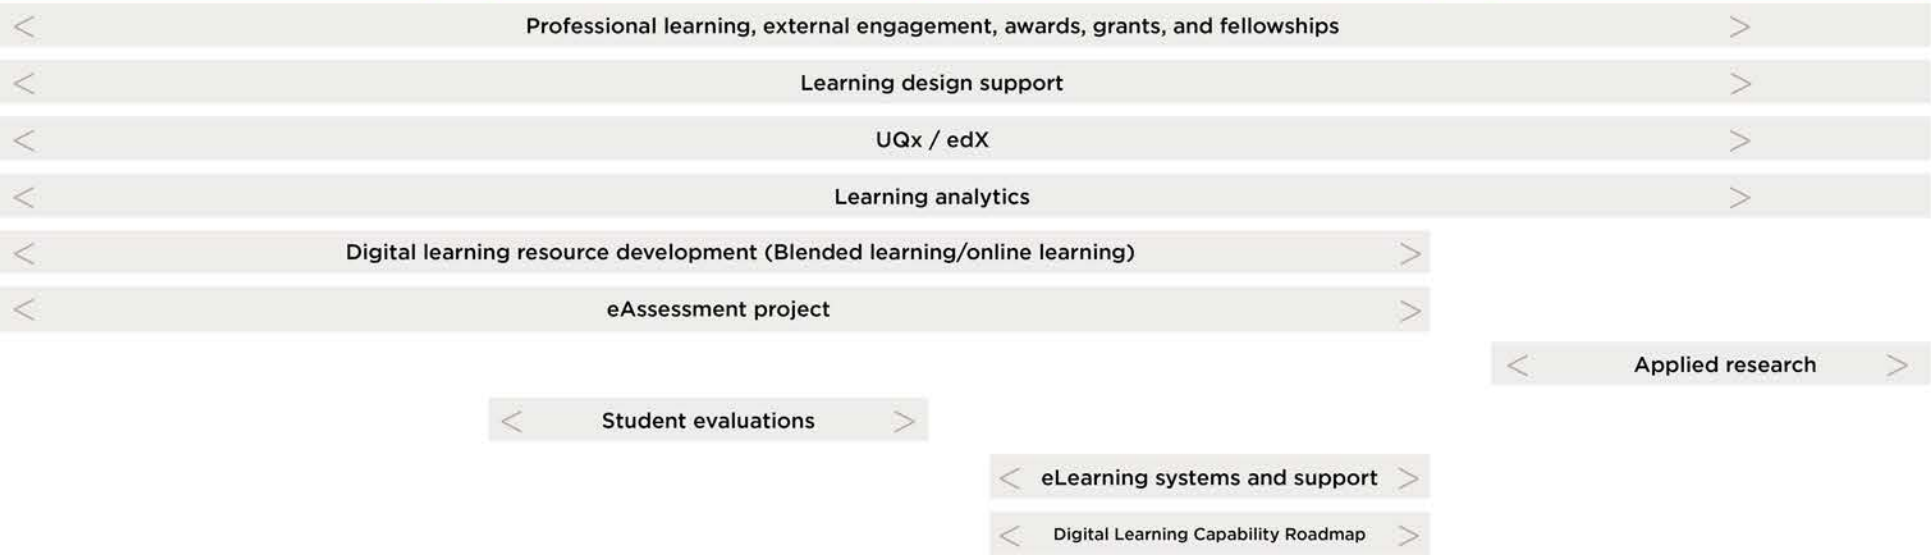 Professional learning, external engagement, awards, grants, and fellowships
Learning design support
UQx / edX
Learning analytics
Digital learning resource development (Blended learning/online learning)
eAssessment project
Applied research
Student evaluations
eLearning systems and support
Digital Learning Capability Roadmap